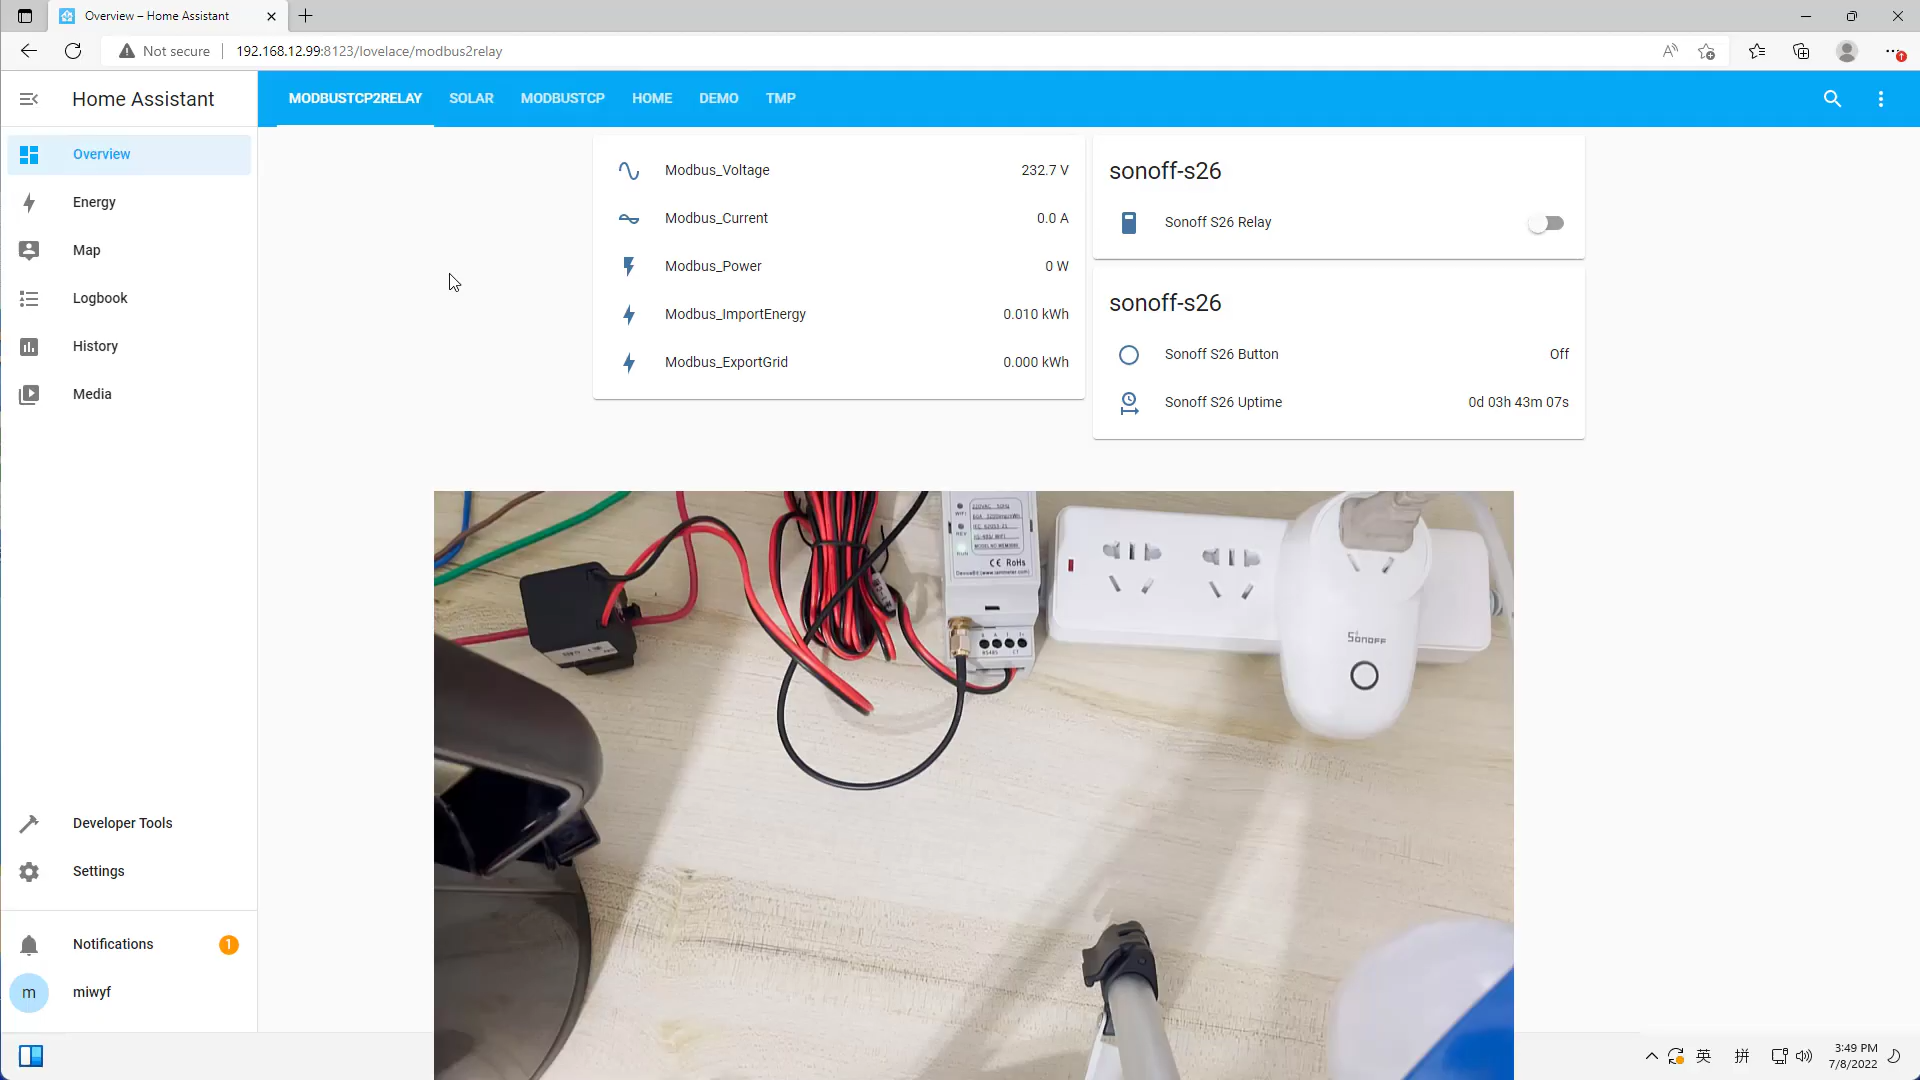 Overview – Home Assistant
Not secure
192.168.12.99:8123/lovelace/modbus2relay
Home Assistant
MODBUSTCP2RELAY
SOLAR
MODBUSTCP
HOME
DEMO
TMP
Overview
Energy
Map
Logbook
History
Media
Developer Tools
Settings
Notifications
1
m
miwyf
Modbus_Voltage
232.7 V
Modbus_Current
0.0 A
Modbus_Power
0 W
Modbus_ImportEnergy
0.010 kWh
Modbus_ExportGrid
0.000 kWh
sonoff-s26
Sonoff S26 Relay
sonoff-s26
Sonoff S26 Button
Off
Sonoff S26 Uptime
0d 03h 43m 07s
WIFI
RUN
CE RoHs
RS485
CT
Sonoff
英
拼
3:49 PM
7/8/2022